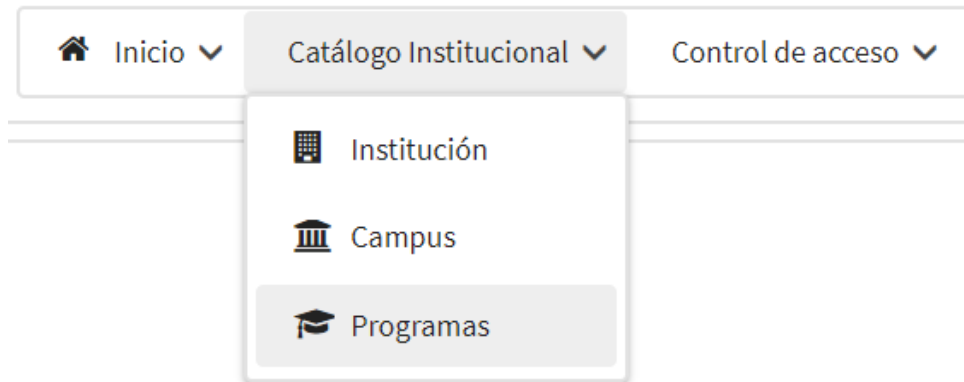 Inicio Catálogo Institucional Control de acceso
Institución
Campus
Programas